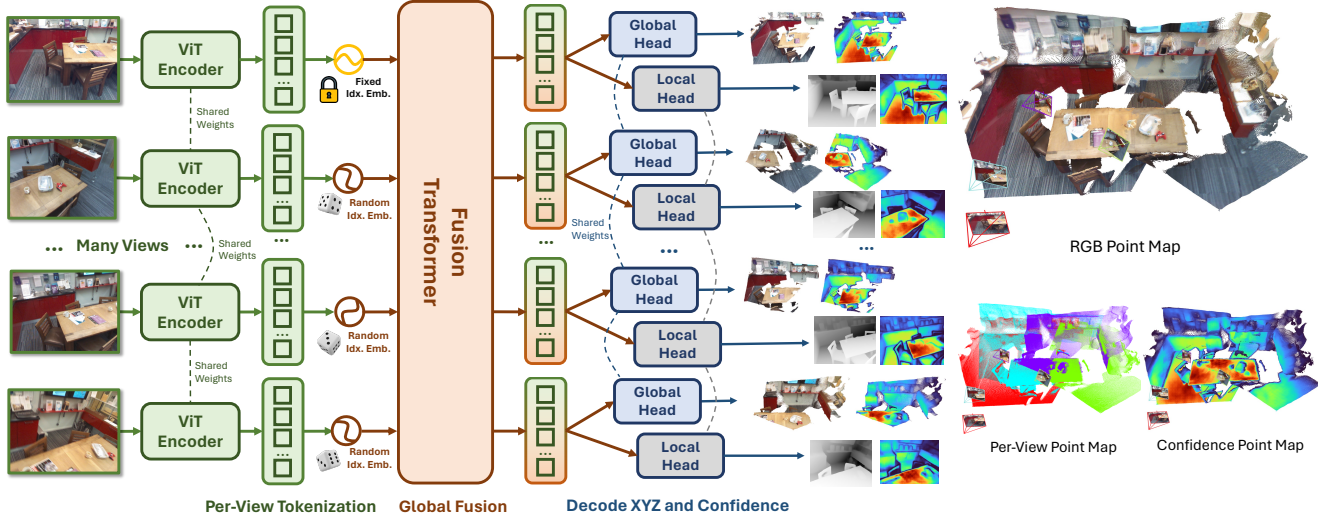 ViT
Encoder
...
Fixed
Idx. Emb.
Shared
Weights
ViT
Encoder
...
Random
Idx. Emb.
... Many Views ...
Shared
Weights
...
ViT
Encoder
...
Random
Idx. Emb.
Shared
Weights
ViT
Encoder
...
Random
Idx. Emb.
Fusion
Transformer
...
Global
Head
Local
Head
...
Global
Head
Local
Head
Shared
Weights
...
...
...
...
Global
Head
Local
Head
...
Global
Head
Local
Head
Per-View Tokenization
Global Fusion
Decode XYZ and Confidence
RGB Point Map
Per-View Point Map
Confidence Point Map